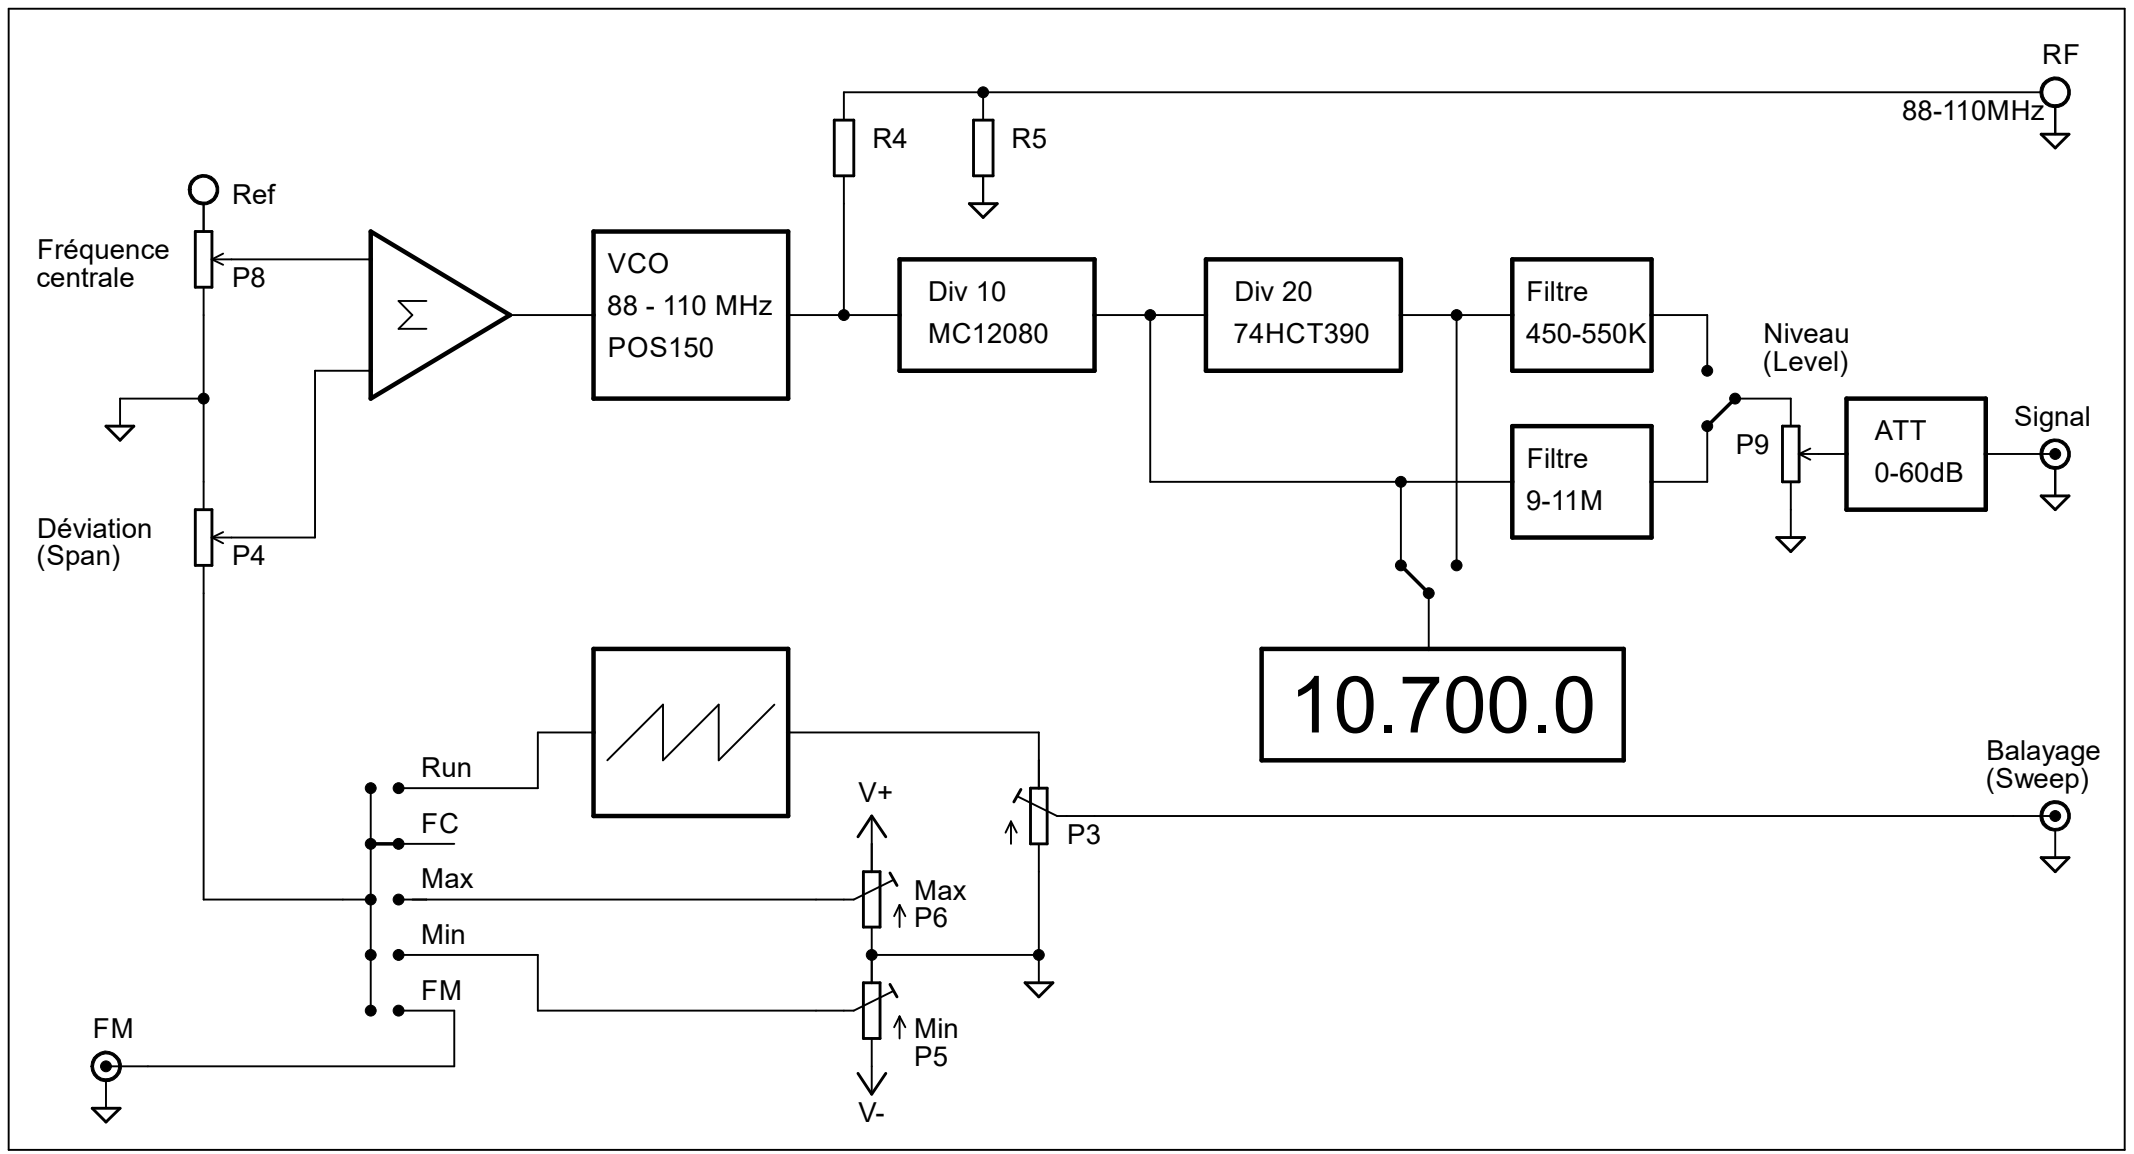 RF
88-110MHz
R4
R5
Ref
Fréquence
centrale
P8
Σ
VCO
88 - 110 MHz
POS150
Div 10
MC12080
Div 20
74HCT390
Filtre
450-550K
Niveau
(Level)
P9
ATT
0-60dB
Signal
Filtre
9-11M
Déviation
(Span)
P4
10.700.0
Balayage
(Sweep)
Run
FC
Max
Min
FM
V+
P3
Max
P6
Min
P5
V-
FM